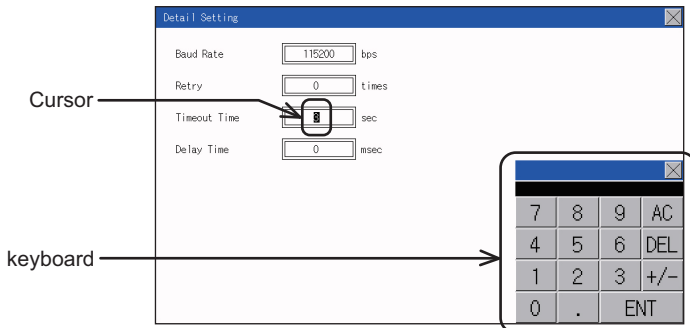 Detail Setting
Baud Rate 115200 bps
Retry 0 times
Cursor
Timeout Time sec
Delay Time 0 msec
7 8 9 AC
4 5 6 DEL
keyboard
1 2 3 +/-
0 . ENT